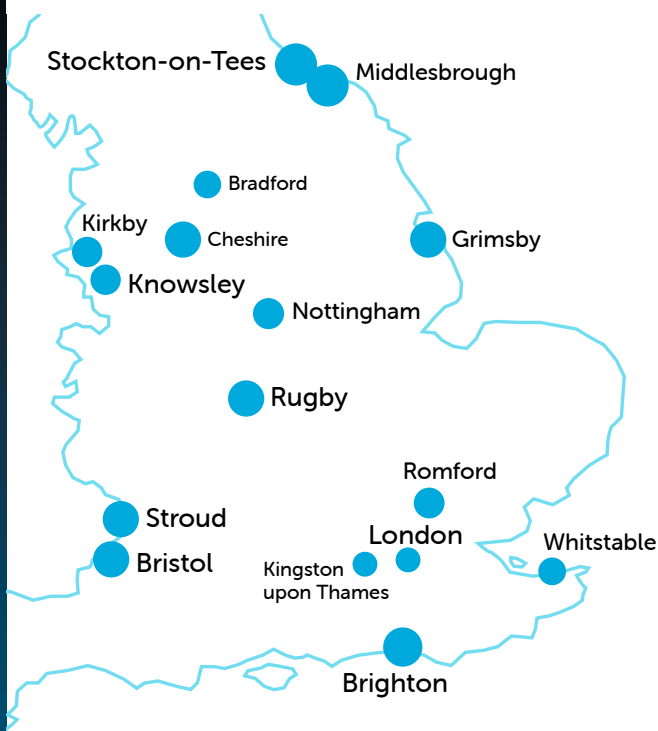 Stockton-on-Tees
Middlesbrough
Bradford
Kirkby
Cheshire
Grimsby
Knowsley
Nottingham
Rugby
Romford
Stroud
London
Whitstable
Bristol
Kingston
upon Thames
Brighton